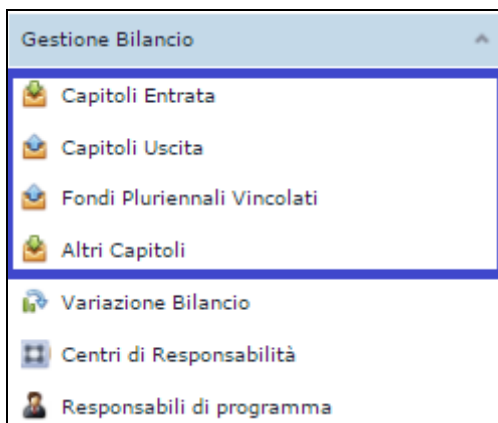 Gestione Bilancio
Capitoli Entrata
Capitoli Uscita
Fondi Pluriennali Vincolati
Altri Capitoli
Variazione Bilancio
Centri di Responsabilità
Responsabili di programma